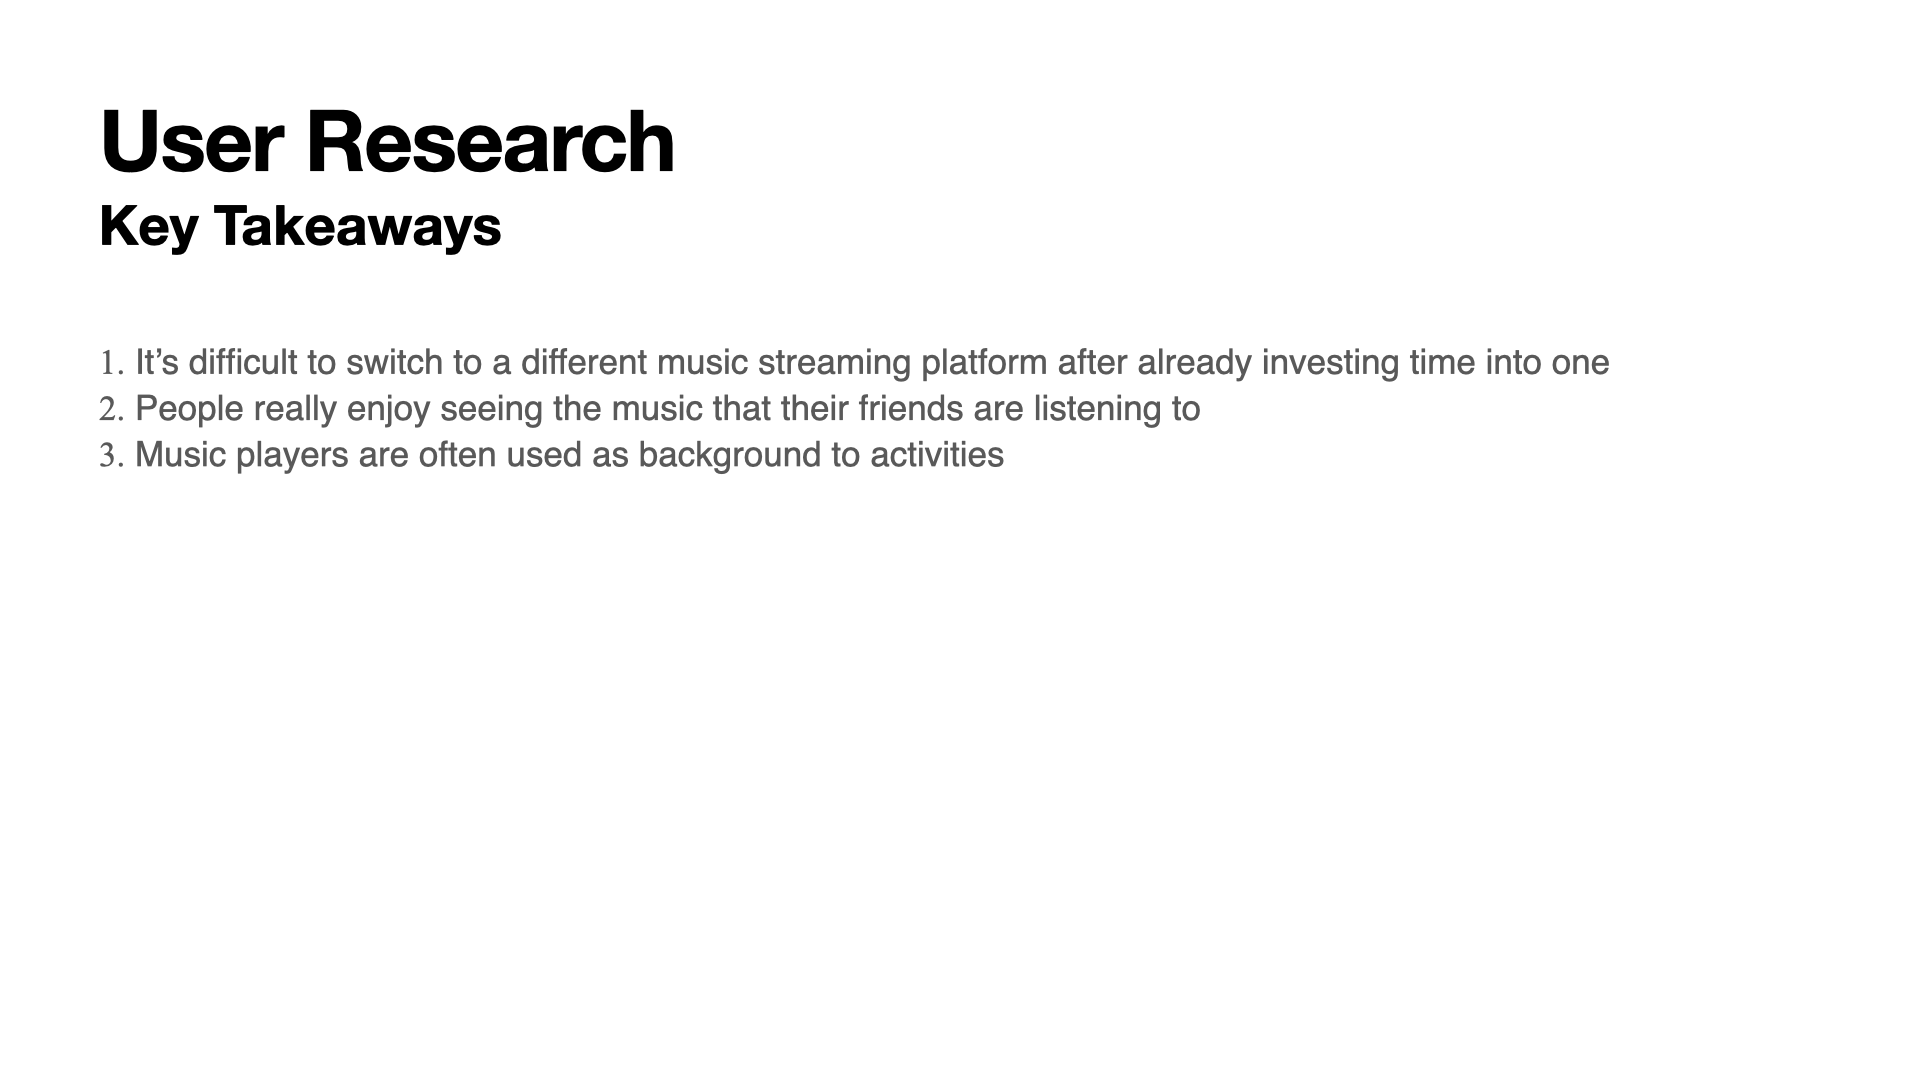 User Research
Key Takeaways
1. It’s difficult to switch to a different music streaming platform after already investing time into one
2. People really enjoy seeing the music that their friends are listening to
3. Music players are often used as background to activities